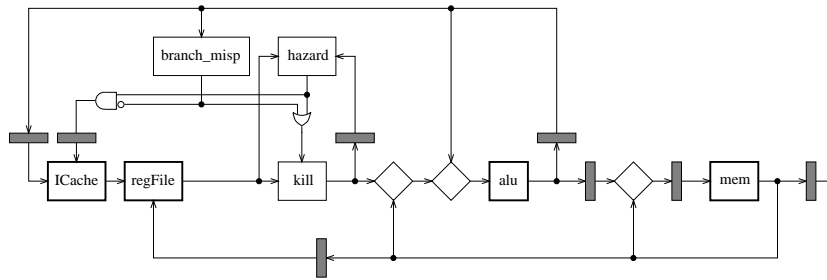 branch_misp
hazard
ICache
regFile
kill
alu
mem